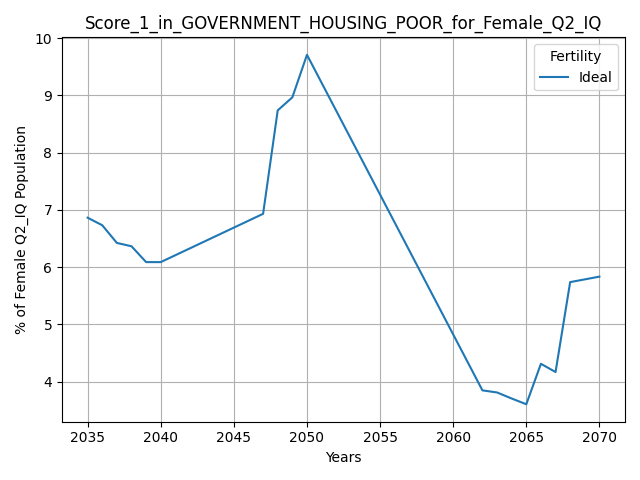 Score_1_in_GOVERNMENT_HOUSING_POOR_for_Female_Q2_IQ
Fertility
Ideal
% of Female Q2_IQ Population
10
9
8
7
6
5
4
2035 2040 2045 2050 2055 2060 2065 2070
Years